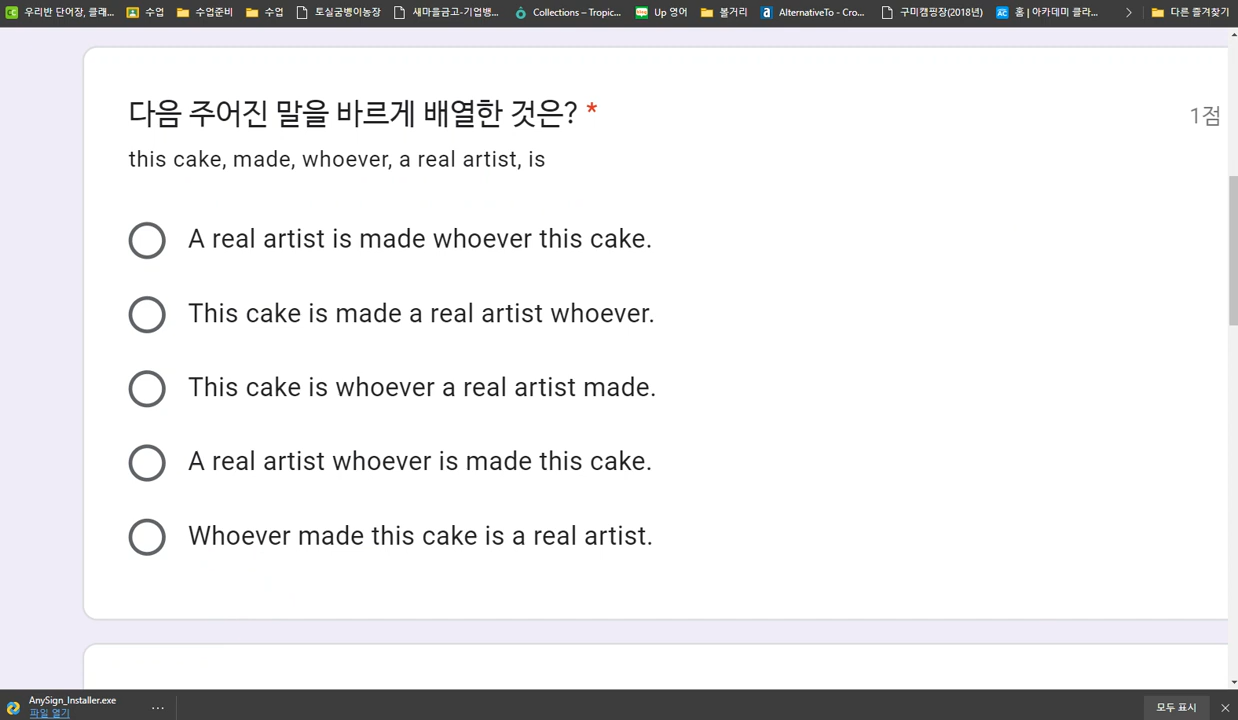 우리반 단어장, 클래... 수업 수업준비 수업 토실궁벵이농장 새마을금고-기업뱅... Collections – Tropic... Up 영어 볼거리 AlternativeTo - Cro... 구미캠핑장(2018년) 홈 | 아카데미 클라... 다른 즐겨찾기
다음 주어진 말을 바르게 배열한 것은? *
1점
this cake, made, whoever, a real artist, is
A real artist is made whoever this cake.
This cake is made a real artist whoever.
This cake is whoever a real artist made.
A real artist whoever is made this cake.
Whoever made this cake is a real artist.
AnySign_Installer.exe
파일 열기
모두 표시